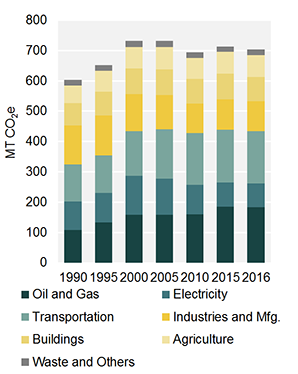 800
700
600
500
400
300
200
100
0
MT CO₂e
1990 1995 2000 2005 2010 2015 2016
Oil and Gas Electricity
Transportation Industries and Mfg.
Buildings Agriculture
Waste and Others